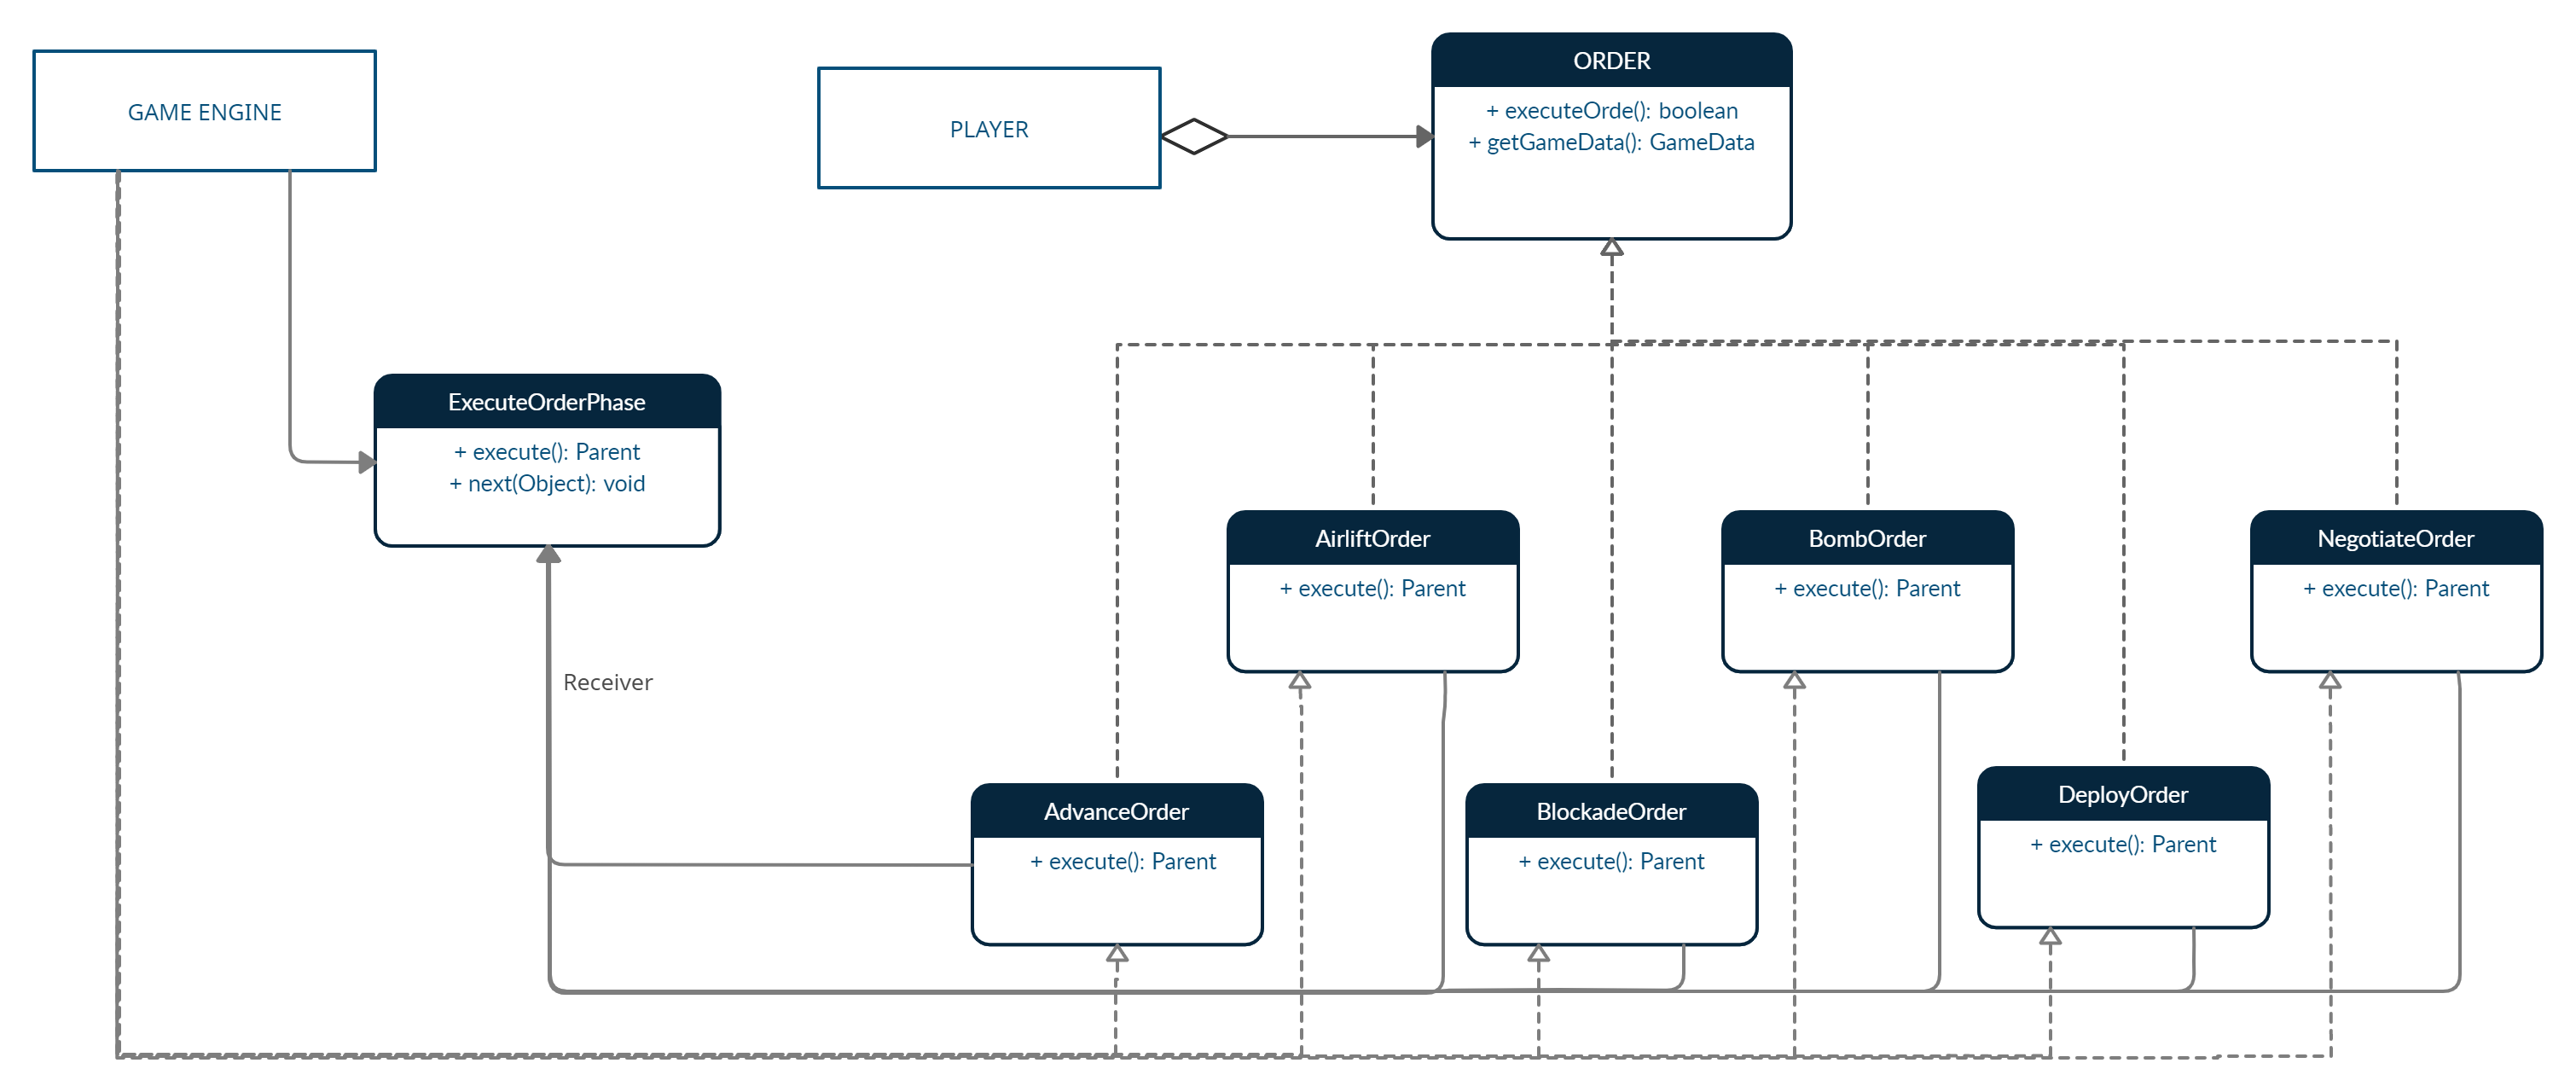 GAME ENGINE
PLAYER
ORDER
+ executeOrde(): boolean
+ getGameData(): GameData
ExecuteOrderPhase
+ execute(): Parent
+ next(Object): void
AirliftOrder
+ execute(): Parent
BombOrder
+ execute(): Parent
NegotiateOrder
+ execute(): Parent
Receiver
AdvanceOrder
+ execute(): Parent
BlockadeOrder
+ execute(): Parent
DeployOrder
+ execute(): Parent